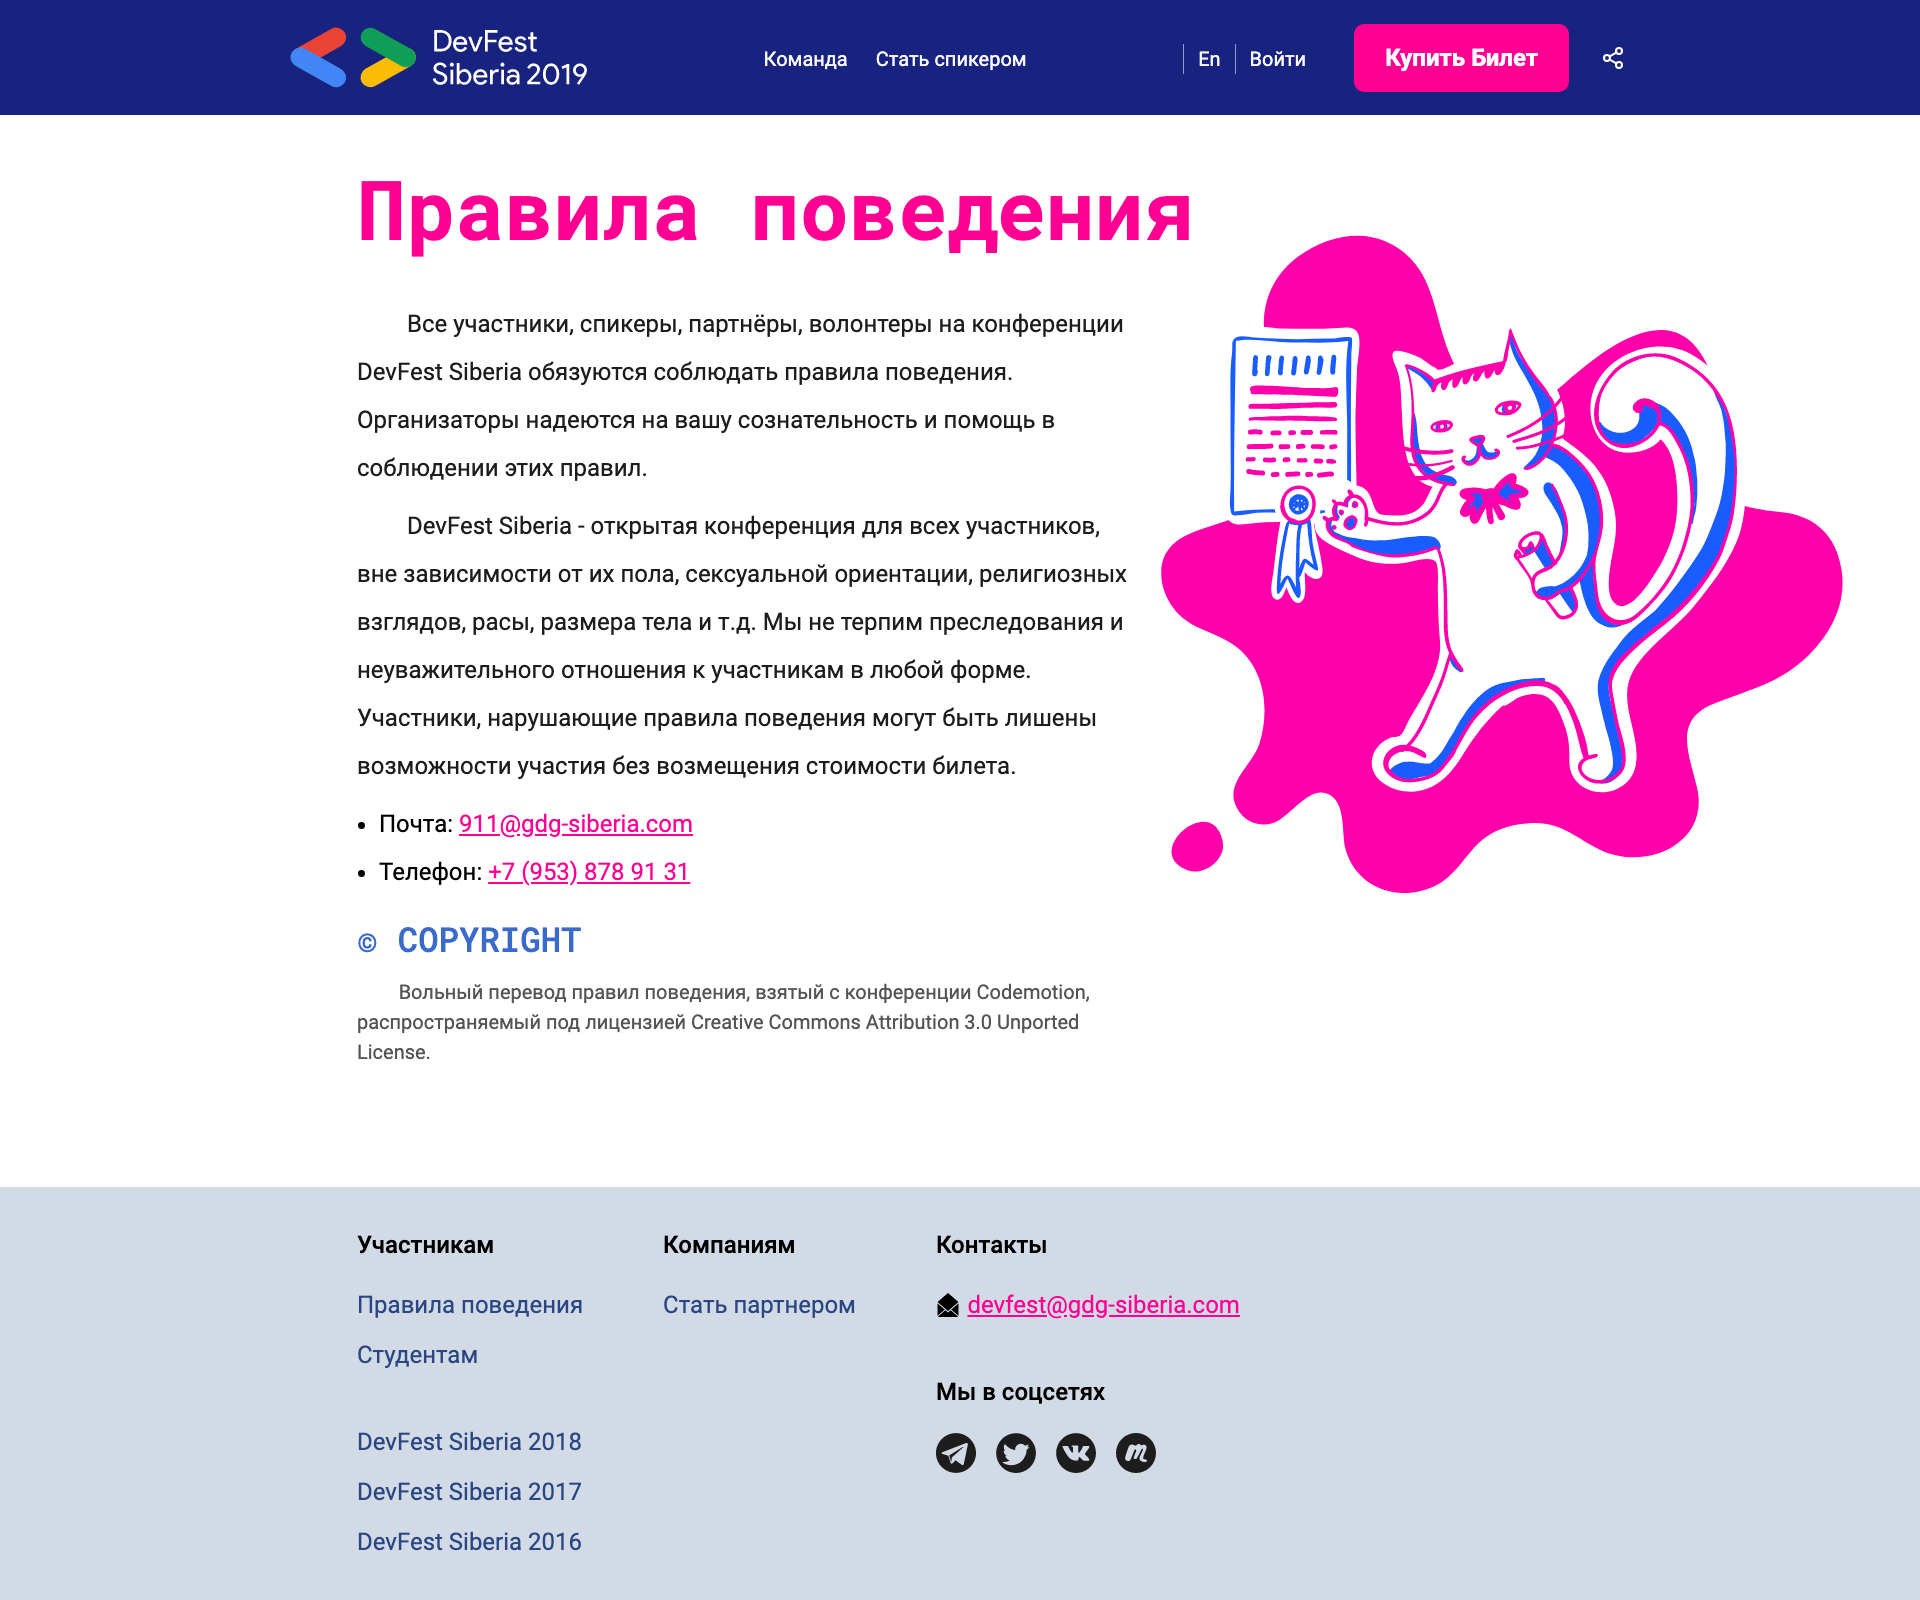 DevFest
Siberia 2019
Команда
Стать спикером
En
Войти
Купить Билет
Правила поведения
Все участники, спикеры, партнёры, волонтеры на конференции
DevFest Siberia обязуются соблюдать правила поведения.
Организаторы надеются на вашу сознательность и помощь в
соблюдении этих правил.
DevFest Siberia - открытая конференция для всех участников,
вне зависимости от их пола, сексуальной ориентации, религиозных
взглядов, расы, размера тела и т.д. Мы не терпим преследования и
неуважительного отношения к участникам в любой форме.
Участники, нарушающие правила поведения могут быть лишены
возможности участия без возмещения стоимости билета.
• Почта: 911@gdg-siberia.com
• Телефон: +7 (953) 878 91 31
© COPYRIGHT
Вольный перевод правил поведения, взятый с конференции Codemotion,
распространяемый под лицензией Creative Commons Attribution 3.0 Unported
License.
Участникам
Правила поведения
Студентам
DevFest Siberia 2018
DevFest Siberia 2017
DevFest Siberia 2016
Компаниям
Стать партнером
Контакты
devfest@gdg-siberia.com
Мы в соцсетях